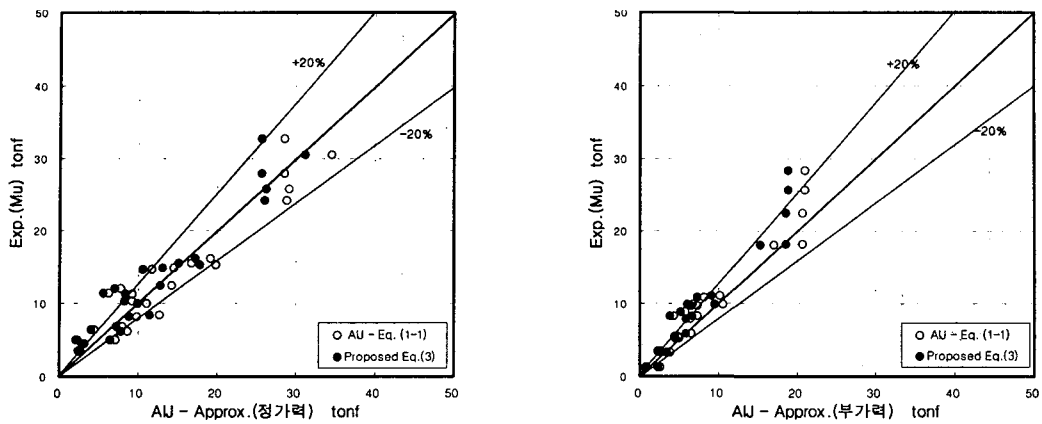 50
40
30
20
10
0
Exp.(Mu) tonf
+20%
-20%
○ AIJ - Eq. (1-1)
● Proposed Eq.(3)
0 10 20 30 40 50
AIJ - Approx.(정가력) tonf
50
40
30
20
10
0
Exp.(Mu) tonf
+20%
-20%
○ AIJ - Eq. (1-1)
● Proposed Eq.(3)
0 10 20 30 40 50
AIJ - Approx.(부가력) tonf